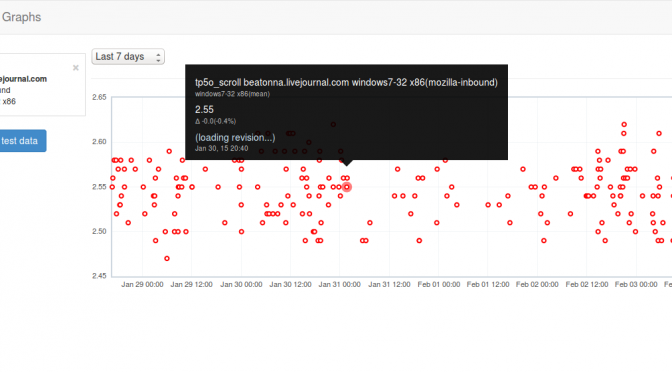 Graphs
ejournal.com
und
x86
test data
Last 7 days
tp5o_scroll beatonna.livejournal.com windows7-32 x86(mozilla-inbound)
windows7-32 x86(mean)
2.55
Δ -0.0(-0.4%)
(loading revision...)
Jan 30, 15 20:40
2.65
2.60
2.55
2.50
2.45
Jan 29 00:00 Jan 29 12:00 Jan 30 00:00 Jan 30 12:00 Jan 31 00:00 Jan 31 12:00 Feb 01 00:00 Feb 01 12:00 Feb 02 00:00 Feb 02 12:00 Feb 03 00:00 Fe